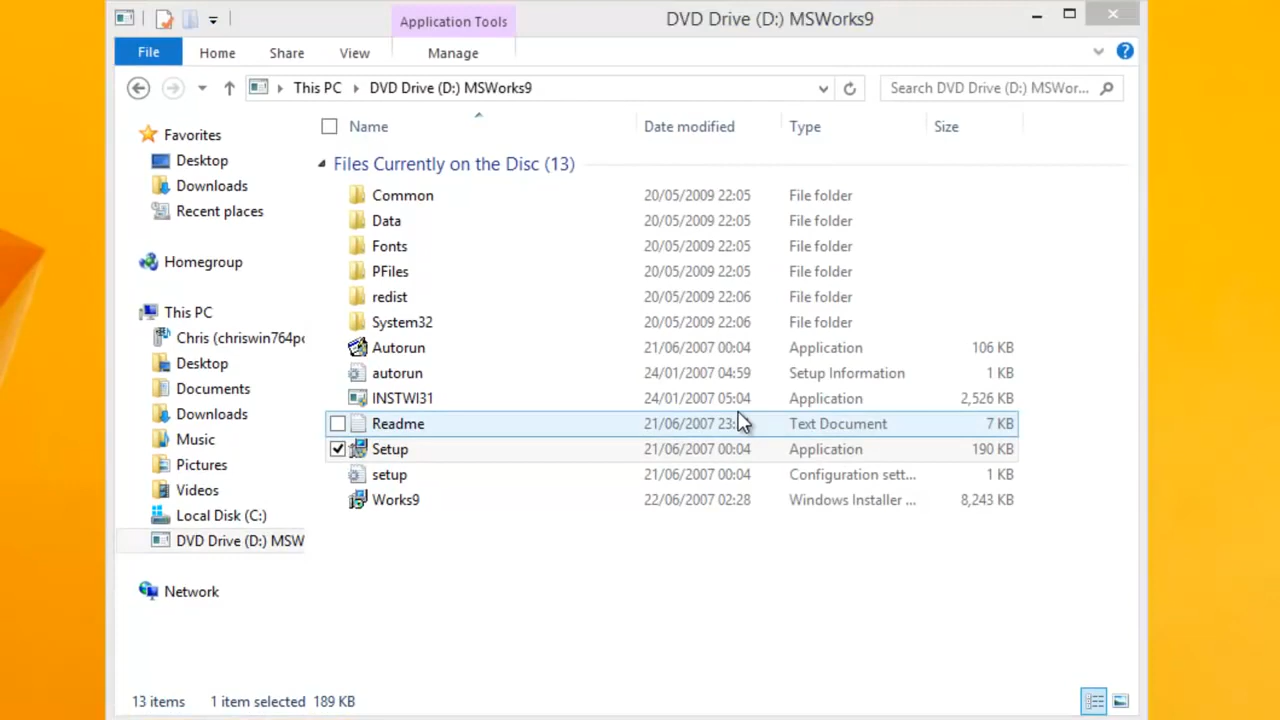 Application Tools
DVD Drive (D:) MSWorks9
File Home Share View Manage
This PC DVD Drive (D:) MSWorks9
Search DVD Drive (D:) MSWor...
Name Date modified Type Size
Files Currently on the Disc (13)
Common 20/05/2009 22:05 File folder
Data 20/05/2009 22:05 File folder
Fonts 20/05/2009 22:05 File folder
PFiles 20/05/2009 22:05 File folder
redist 20/05/2009 22:06 File folder
System32 20/05/2009 22:06 File folder
Autorun 21/06/2007 00:04 Application 106 KB
autorun 24/01/2007 04:59 Setup Information 1 KB
INSTWI31 24/01/2007 05:04 Application 2,526 KB
Readme 21/06/2007 23: Text Document 7 KB
Setup 21/06/2007 00:04 Application 190 KB
setup 21/06/2007 00:04 Configuration sett... 1 KB
Works9 22/06/2007 02:28 Windows Installer ... 8,243 KB
Favorites
Desktop
Downloads
Recent places
Homegroup
This PC
Chris (chriswin764pc
Desktop
Documents
Downloads
Music
Pictures
Videos
Local Disk (C:)
DVD Drive (D:) MSW
Network
13 items 1 item selected 189 KB